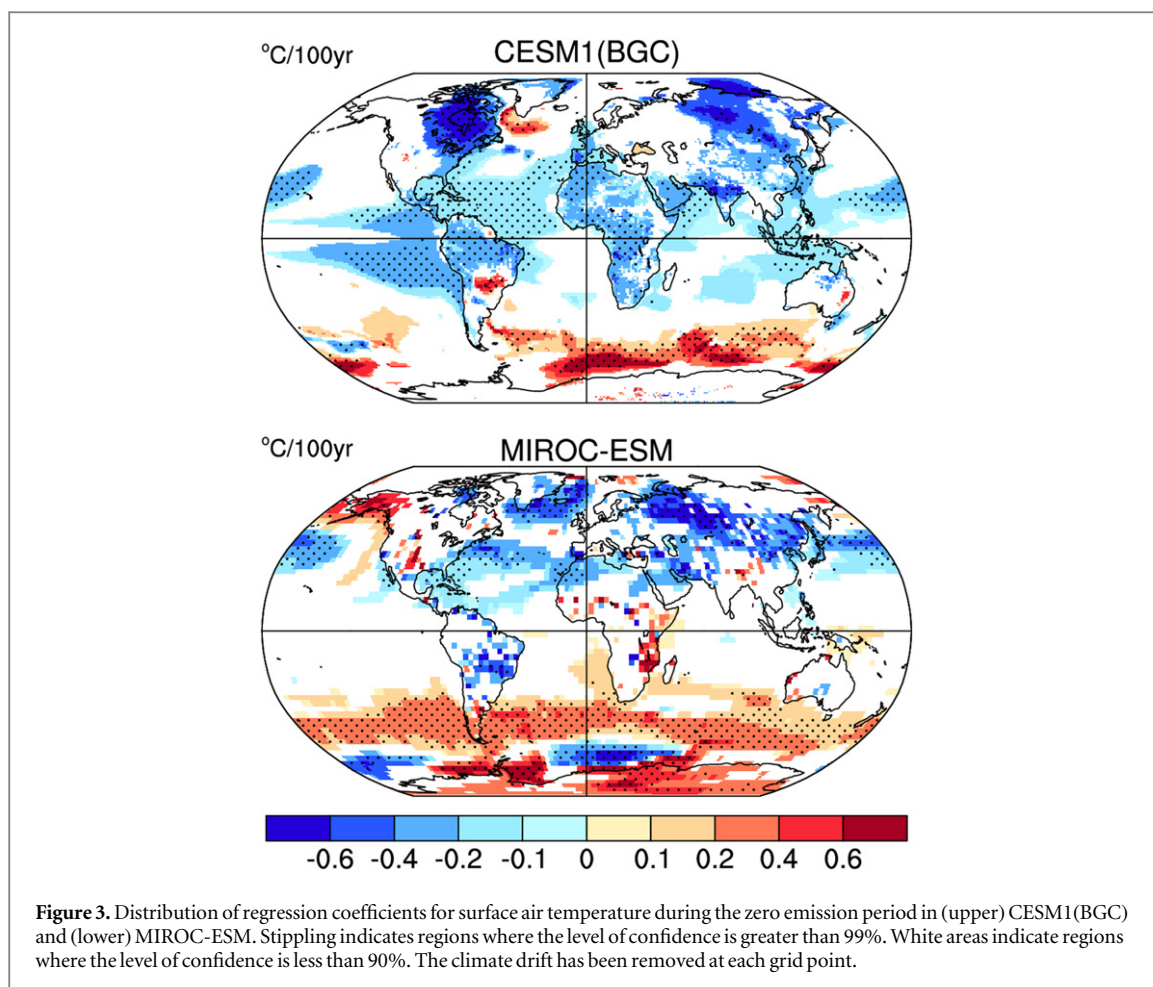 °C/100yr
CESM1(BGC)
°C/100yr
MIROC-ESM
-0.6 -0.4 -0.2 -0.1 0 0.1 0.2 0.4 0.6
Figure 3. Distribution of regression coefficients for surface air temperature during the zero emission period in (upper) CESM1(BGC)
and (lower) MIROC-ESM. Stippling indicates regions where the level of confidence is greater than 99%. White areas indicate regions
where the level of confidence is less than 90%. The climate drift has been removed at each grid point.